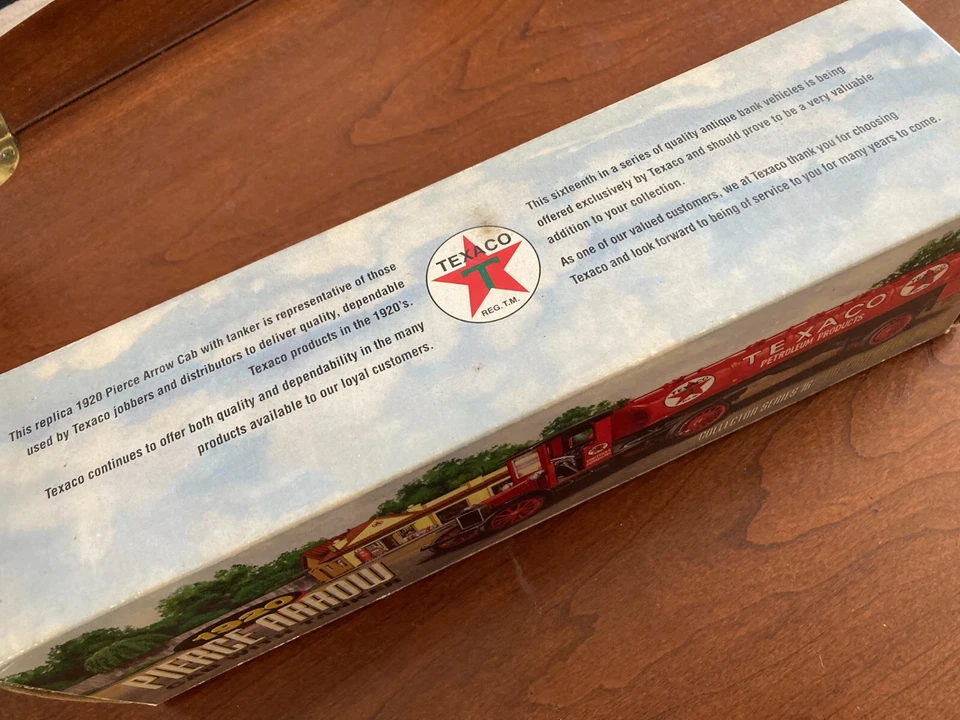 This replica 1920 Pierce Arrow Cab with tanker is representative of those
used by Texaco jobbers and distributors to deliver quality, dependable
Texaco products in the 1920's.
Texaco continues to offer both quality and dependability in the many
products available to our loyal customers.
TEXACO
T
REG. T.M.
This sixteenth in a series of quality antique bank vehicles is being
offered exclusively by Texaco and should prove to be a very valuable
addition to your collection.
As one of our valued customers, we at Texaco thank you for choosing
Texaco and look forward to being of service to you for many years to come.
TEXACO
PETROLEUM PRODUCTS
COLLECTOR SERIES 16
1920
PIERCE ARROW